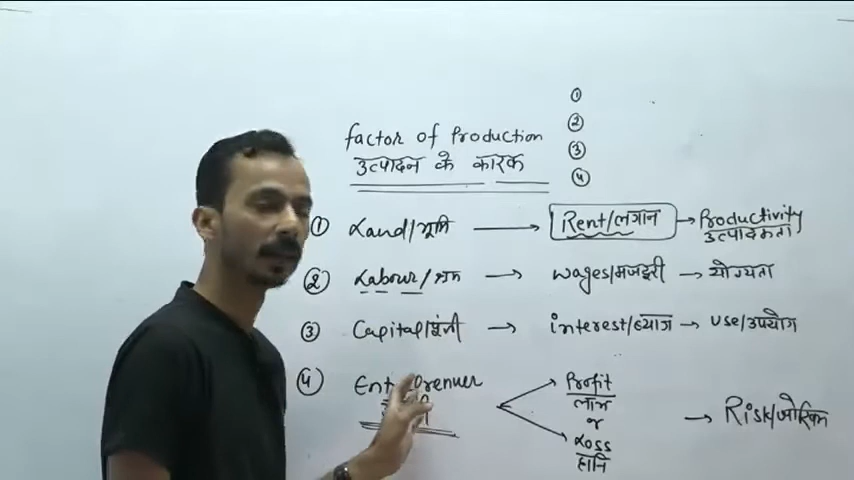 ①
②
③
④
factor of Production
उत्पादन के कारक
① Land/भूमि → Rent/लगान → Productivity
उत्पादकता
② Labour/श्रम → wages/मजदूरी → योग्यता
③ Capital/पूंजी → interest/ब्याज → use/उपयोग
④
Profit
लाभ
or
Loss
हानि
→ Risk/जोखिम